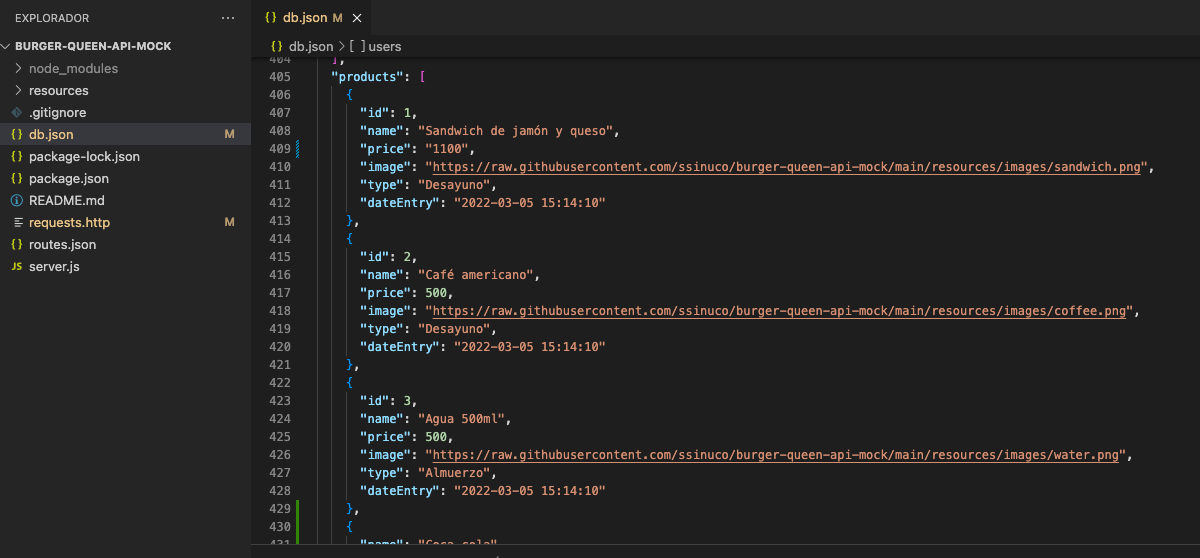 EXPLORADOR ···
BURGER-QUEEN-API-MOCK
node_modules
resources
.gitignore
{} db.json M
{} package-lock.json
{} package.json
README.md
requests.http M
{} routes.json
JS server.js
{} db.json M ×
{} db.json > [ ] users
404 ],
405 "products": [
406 {
407 "id": 1,
408 "name": "Sandwich de jamón y queso",
409 "price": "1100",
410 "image": "https://raw.githubusercontent.com/ssinuco/burger-queen-api-mock/main/resources/images/sandwich.png",
411 "type": "Desayuno",
412 "dateEntry": "2022-03-05 15:14:10"
413 },
414 {
415 "id": 2,
416 "name": "Café americano",
417 "price": 500,
418 "image": "https://raw.githubusercontent.com/ssinuco/burger-queen-api-mock/main/resources/images/coffee.png",
419 "type": "Desayuno",
420 "dateEntry": "2022-03-05 15:14:10"
421 },
422 {
423 "id": 3,
424 "name": "Agua 500ml",
425 "price": 500,
426 "image": "https://raw.githubusercontent.com/ssinuco/burger-queen-api-mock/main/resources/images/water.png",
427 "type": "Almuerzo",
428 "dateEntry": "2022-03-05 15:14:10"
429 },
430 {
431 "name": "Coca cola"